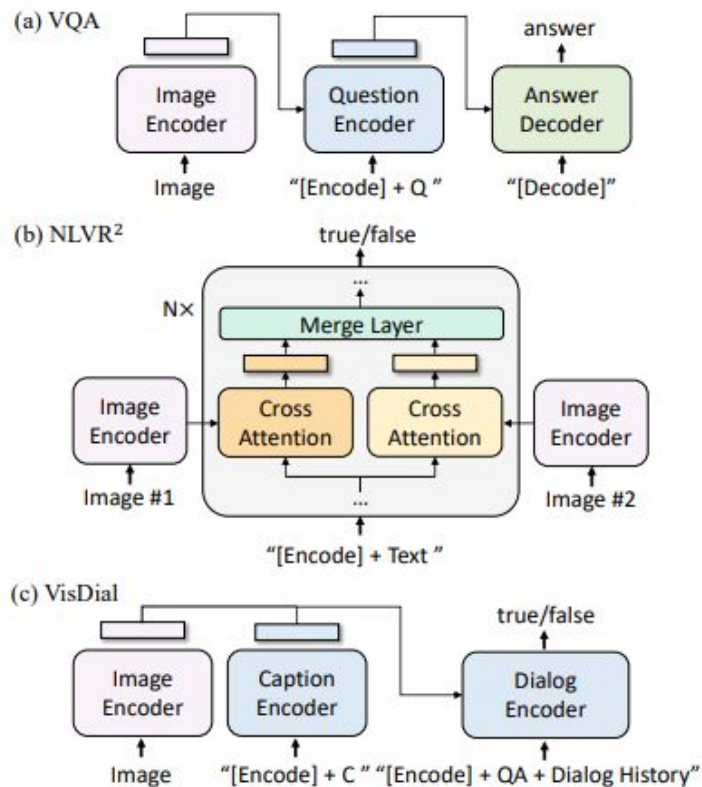 (a) VQA
answer
Image Encoder
Question Encoder
Answer Decoder
Image
“[Encode] + Q ”
“[Decode]”
(b) NLVR²
true/false
...
N×
Merge Layer
Image Encoder
Cross Attention
Cross Attention
Image Encoder
Image #1
...
Image #2
“[Encode] + Text ”
(c) VisDial
true/false
Image Encoder
Caption Encoder
Dialog Encoder
Image
“[Encode] + C ”
“[Encode] + QA + Dialog History”